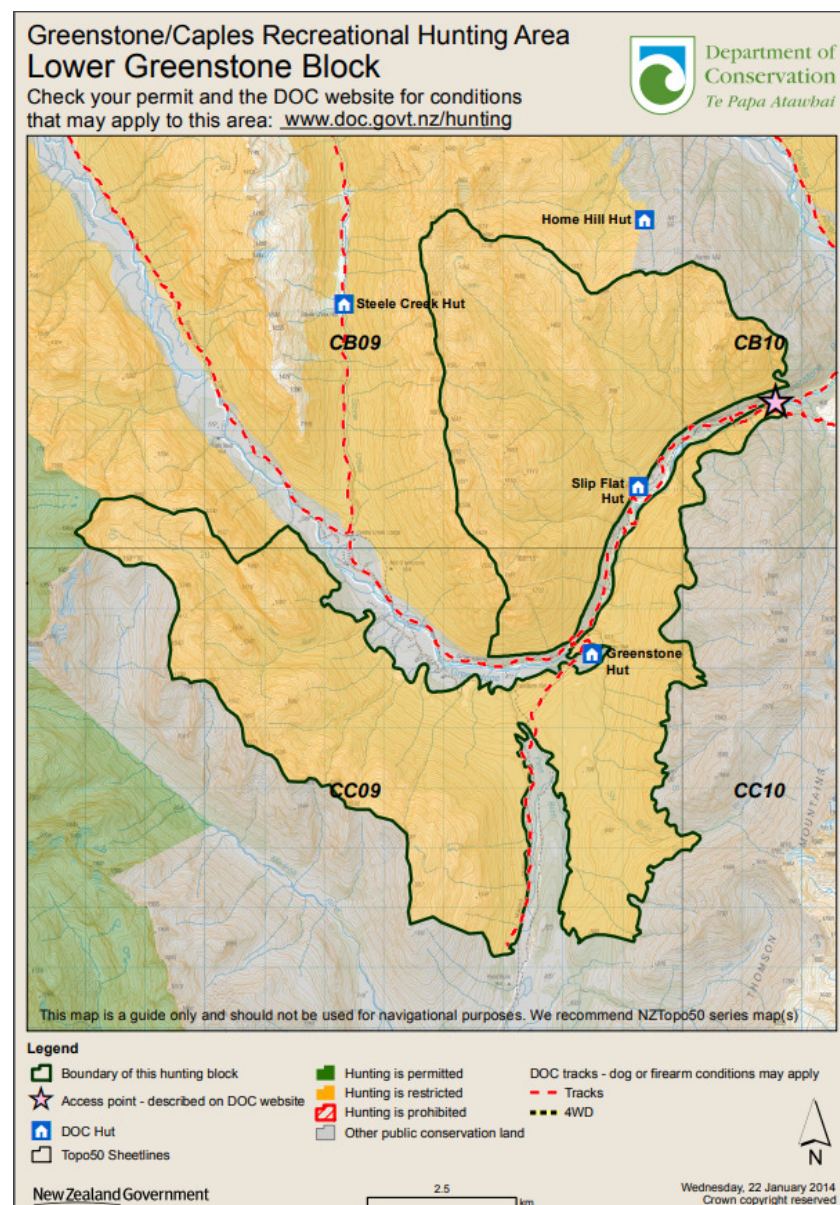 Greenstone/Caples Recreational Hunting Area
Lower Greenstone Block
Check your permit and the DOC website for conditions
that may apply to this area: www.doc.govt.nz/hunting
Department of
Conservation
Te Papa Atawhai
Home Hill Hut
Steele Creek Hut
CB09
CB10
Slip Flat
Hut
Greenstone
Hut
CC09
CC10
THOMSON
MOUNTAINS
This map is a guide only and should not be used for navigational purposes. We recommend NZTopo50 series map(s)
Legend
Boundary of this hunting block
Access point - described on DOC website
DOC Hut
Topo50 Sheetlines
Hunting is permitted
Hunting is restricted
Hunting is prohibited
Other public conservation land
DOC tracks - dog or firearm conditions may apply
Tracks
4WD
N
New Zealand Government
2.5
km
Wednesday, 22 January 2014
Crown copyright reserved